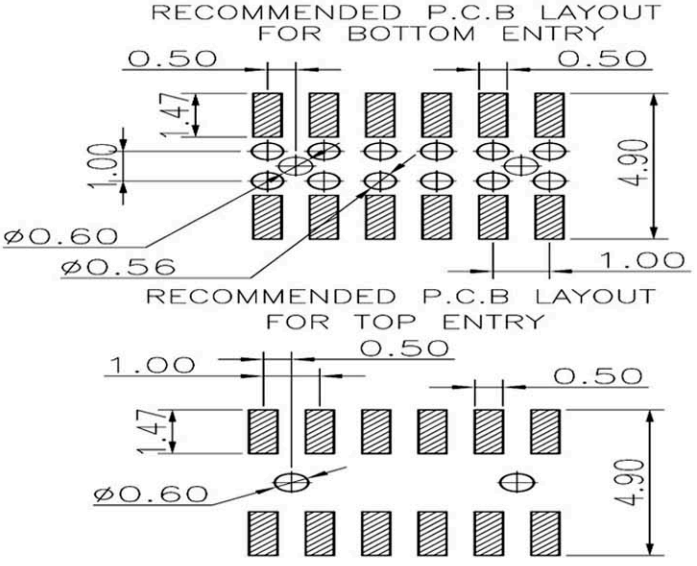 RECOMMENDED P.C.B LAYOUT
FOR BOTTOM ENTRY
0.50 0.50
1.47
1.00
4.90
ø0.60
ø0.56
1.00
RECOMMENDED P.C.B LAYOUT
FOR TOP ENTRY
0.50
1.00
0.50
1.47
4.90
ø0.60